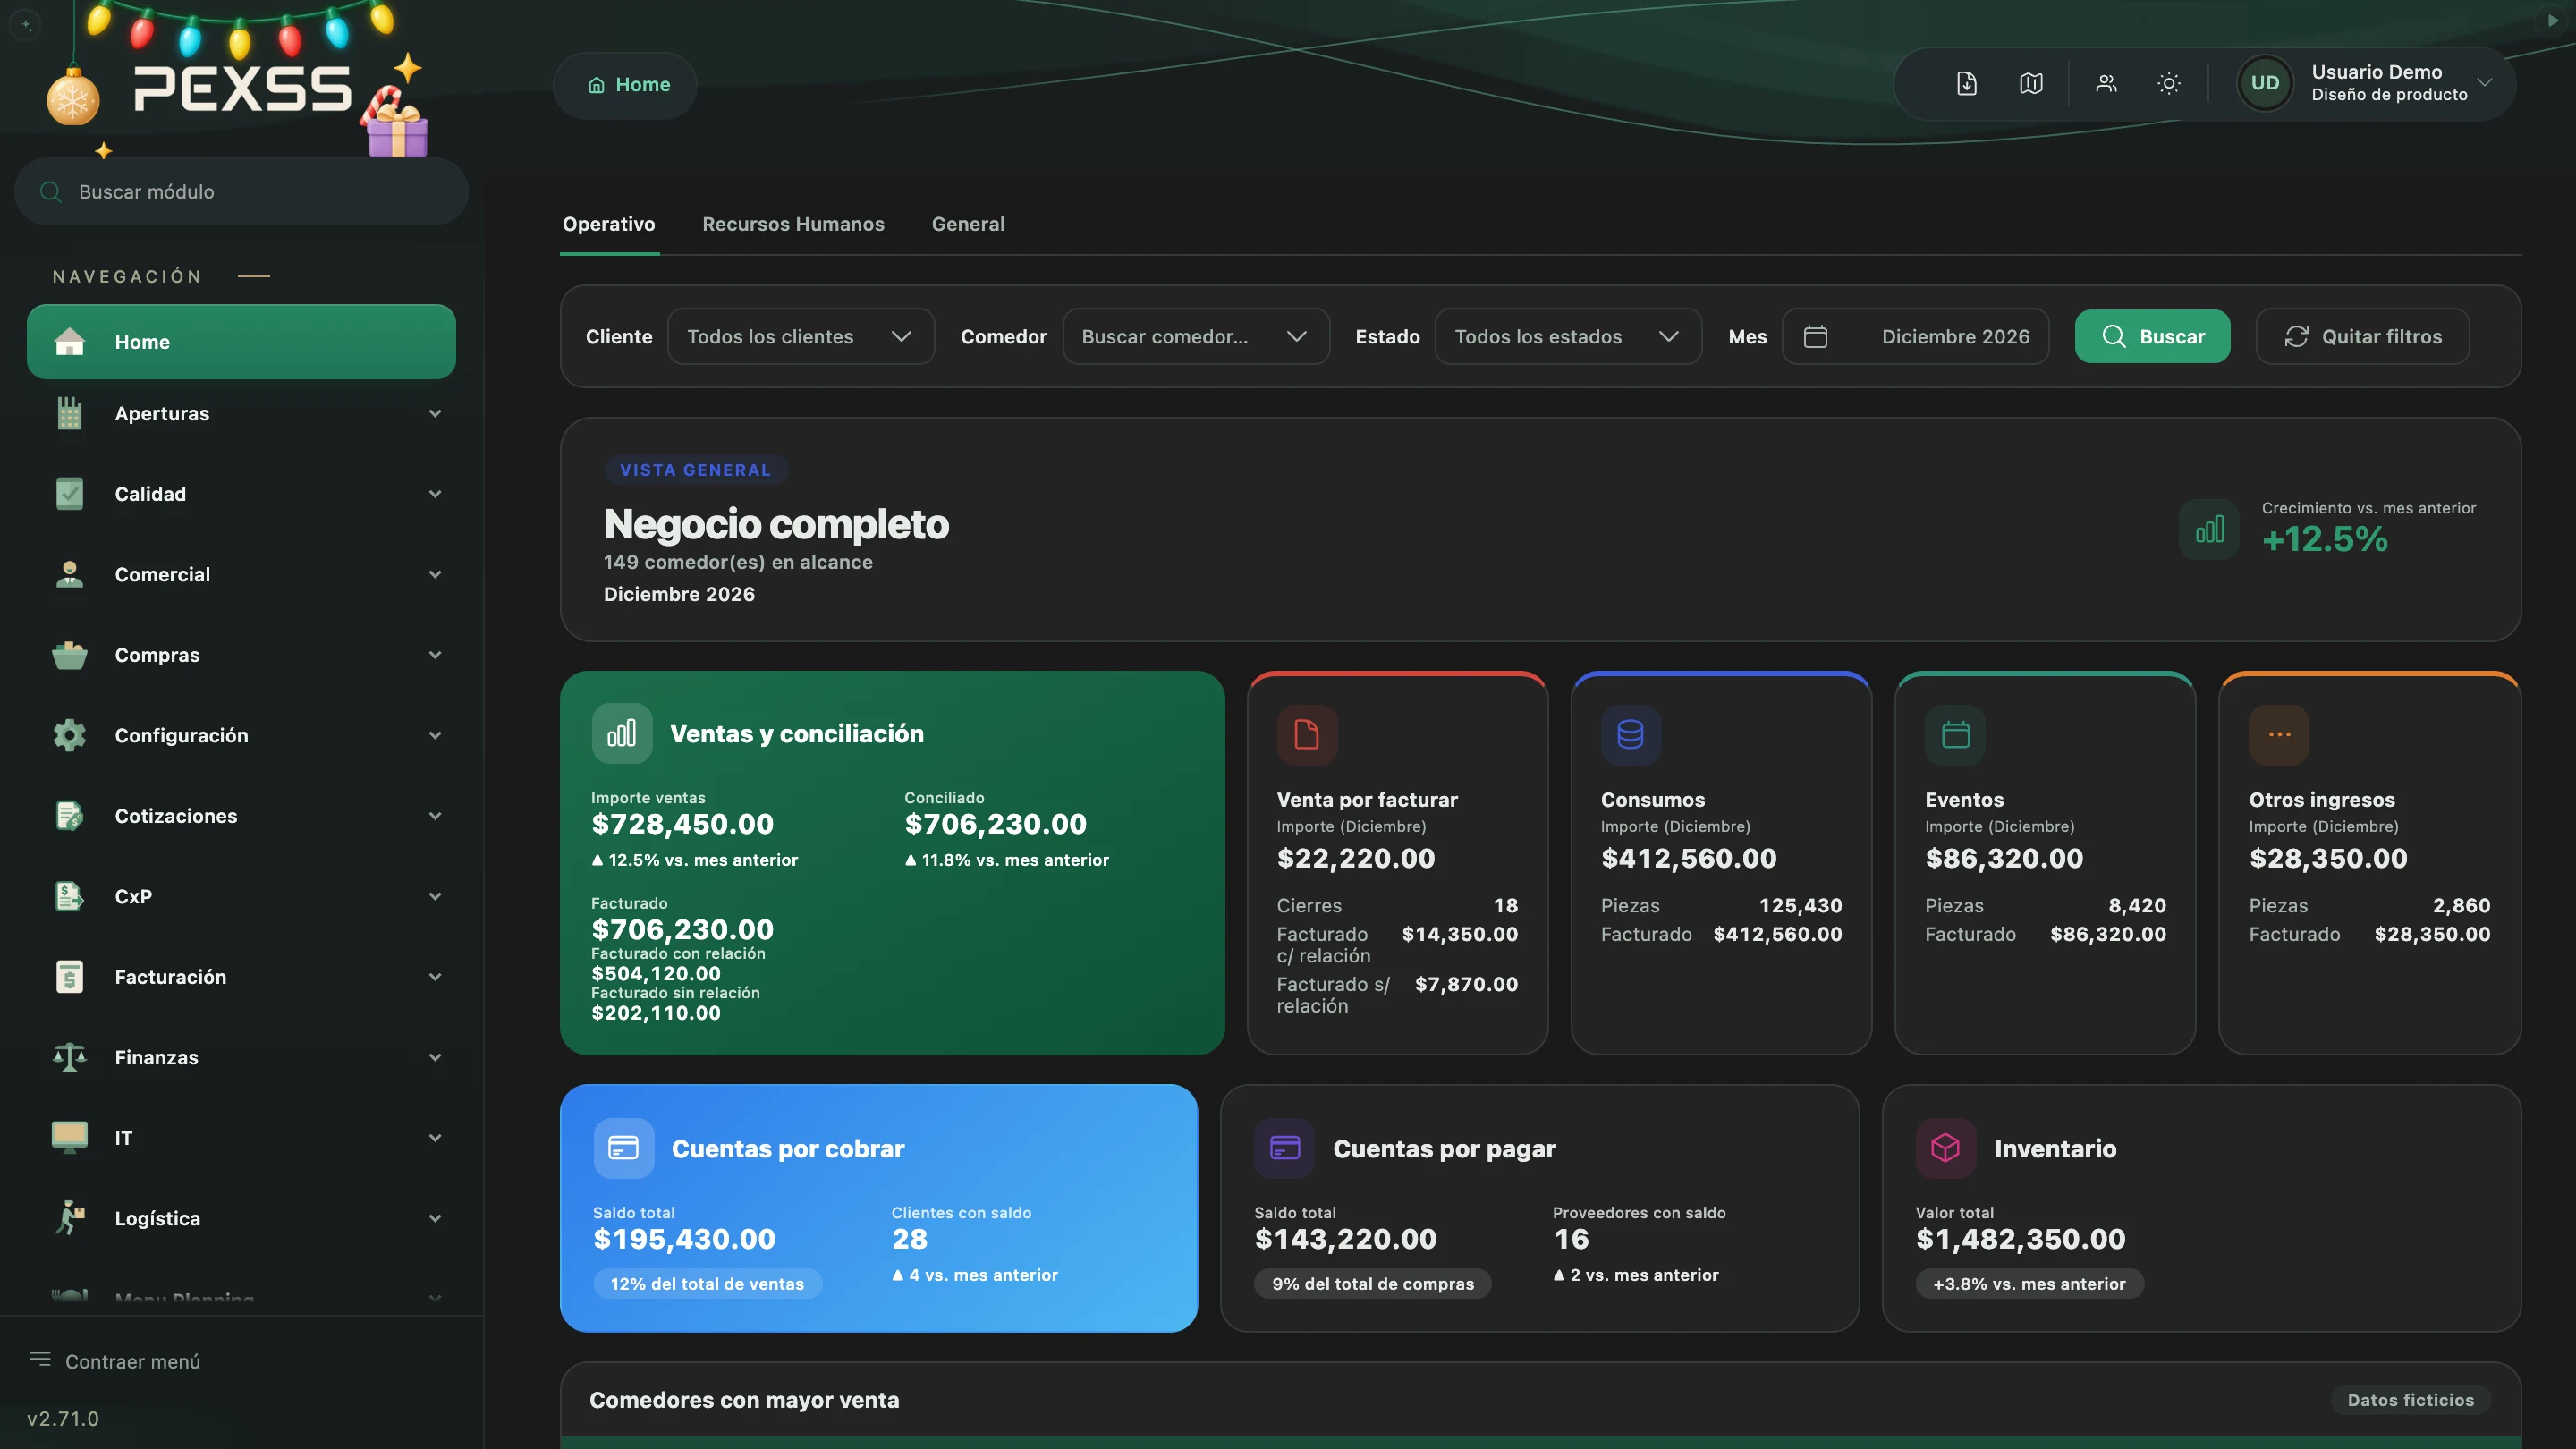 PEXSS
Buscar módulo
NAVEGACIÓN
Home
Aperturas
Calidad
Comercial
Compras
Configuración
Cotizaciones
CxP
Facturación
Finanzas
IT
Logística
Menu Planning
Contraer menú
v2.71.0
Home
UD
Usuario Demo
Diseño de producto
Operativo
Recursos Humanos
General
Cliente
Todos los clientes
Comedor
Buscar comedor...
Estado
Todos los estados
Mes
Diciembre 2026
Buscar
Quitar filtros
VISTA GENERAL
Negocio completo
149 comedor(es) en alcance
Diciembre 2026
Crecimiento vs. mes anterior
+12.5%
Ventas y conciliación
Importe ventas
$728,450.00
▲ 12.5% vs. mes anterior
Conciliado
$706,230.00
▲ 11.8% vs. mes anterior
Facturado
$706,230.00
Facturado con relación
$504,120.00
Facturado sin relación
$202,110.00
Venta por facturar
Importe (Diciembre)
$22,220.00
Cierres 18
Facturado $14,350.00
c/ relación
Facturado s/ $7,870.00
relación
Consumos
Importe (Diciembre)
$412,560.00
Piezas 125,430
Facturado $412,560.00
Eventos
Importe (Diciembre)
$86,320.00
Piezas 8,420
Facturado $86,320.00
Otros ingresos
Importe (Diciembre)
$28,350.00
Piezas 2,860
Facturado $28,350.00
Cuentas por cobrar
Saldo total
$195,430.00
12% del total de ventas
Clientes con saldo
28
▲ 4 vs. mes anterior
Cuentas por pagar
Saldo total
$143,220.00
9% del total de compras
Proveedores con saldo
16
▲ 2 vs. mes anterior
Inventario
Valor total
$1,482,350.00
+3.8% vs. mes anterior
Comedores con mayor venta
Datos ficticios